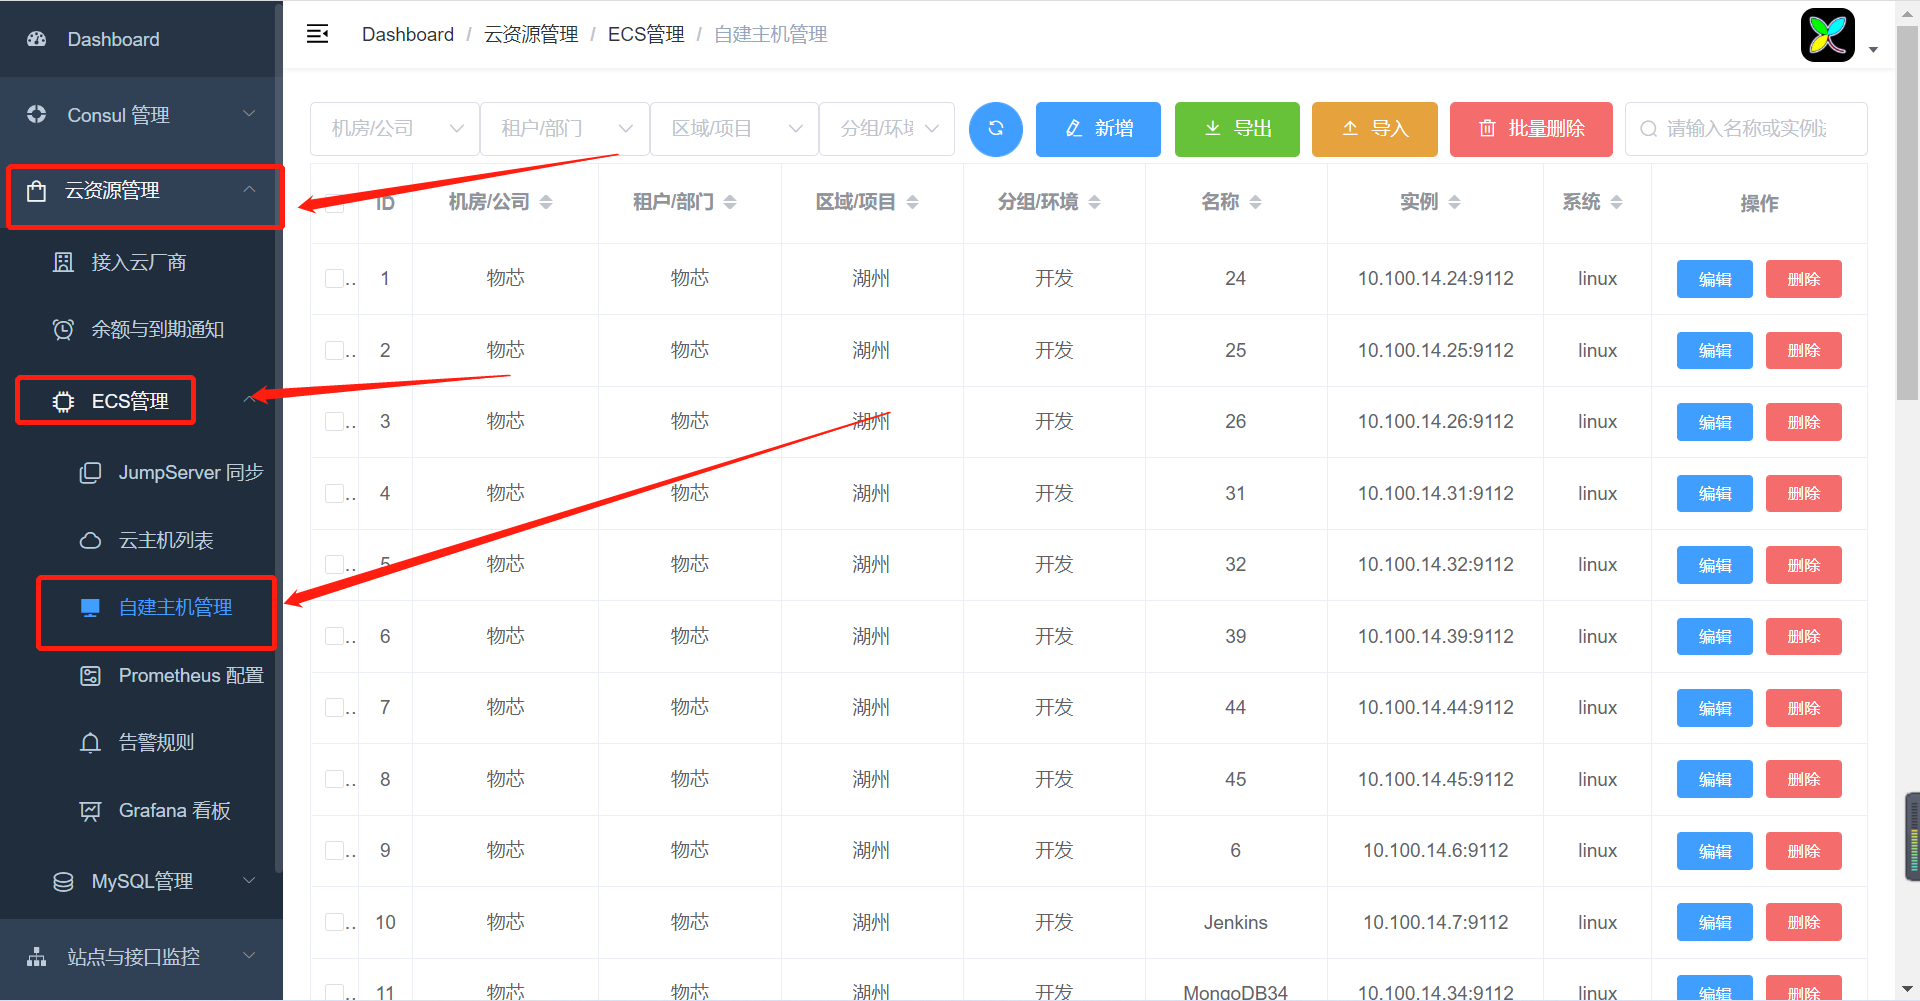 Dashboard
Consul 管理
云资源管理
接入云厂商
余额与到期通知
ECS管理
JumpServer 同步
云主机列表
自建主机管理
Prometheus 配置
告警规则
Grafana 看板
MySQL管理
站点与接口监控
Dashboard / 云资源管理 / ECS管理 / 自建主机管理
机房/公司 租户/部门 区域/项目 分组/环 新增 导出 导入 批量删除 请输入名称或实例
ID 机房/公司 租户/部门 区域/项目 分组/环境 名称 实例 系统 操作
.. 1 物芯 物芯 湖州 开发 24 10.100.14.24:9112 linux 编辑 删除
.. 2 物芯 物芯 湖州 开发 25 10.100.14.25:9112 linux 编辑 删除
.. 3 物芯 物芯 湖州 开发 26 10.100.14.26:9112 linux 编辑 删除
.. 4 物芯 物芯 湖州 开发 31 10.100.14.31:9112 linux 编辑 删除
.. 5 物芯 物芯 湖州 开发 32 10.100.14.32:9112 linux 编辑 删除
.. 6 物芯 物芯 湖州 开发 39 10.100.14.39:9112 linux 编辑 删除
.. 7 物芯 物芯 湖州 开发 44 10.100.14.44:9112 linux 编辑 删除
.. 8 物芯 物芯 湖州 开发 45 10.100.14.45:9112 linux 编辑 删除
.. 9 物芯 物芯 湖州 开发 6 10.100.14.6:9112 linux 编辑 删除
.. 10 物芯 物芯 湖州 开发 Jenkins 10.100.14.7:9112 linux 编辑 删除
.. 11 物芯 物芯 湖州 开发 MongoDB34 10.100.14.34:9112 linux 编辑 删除